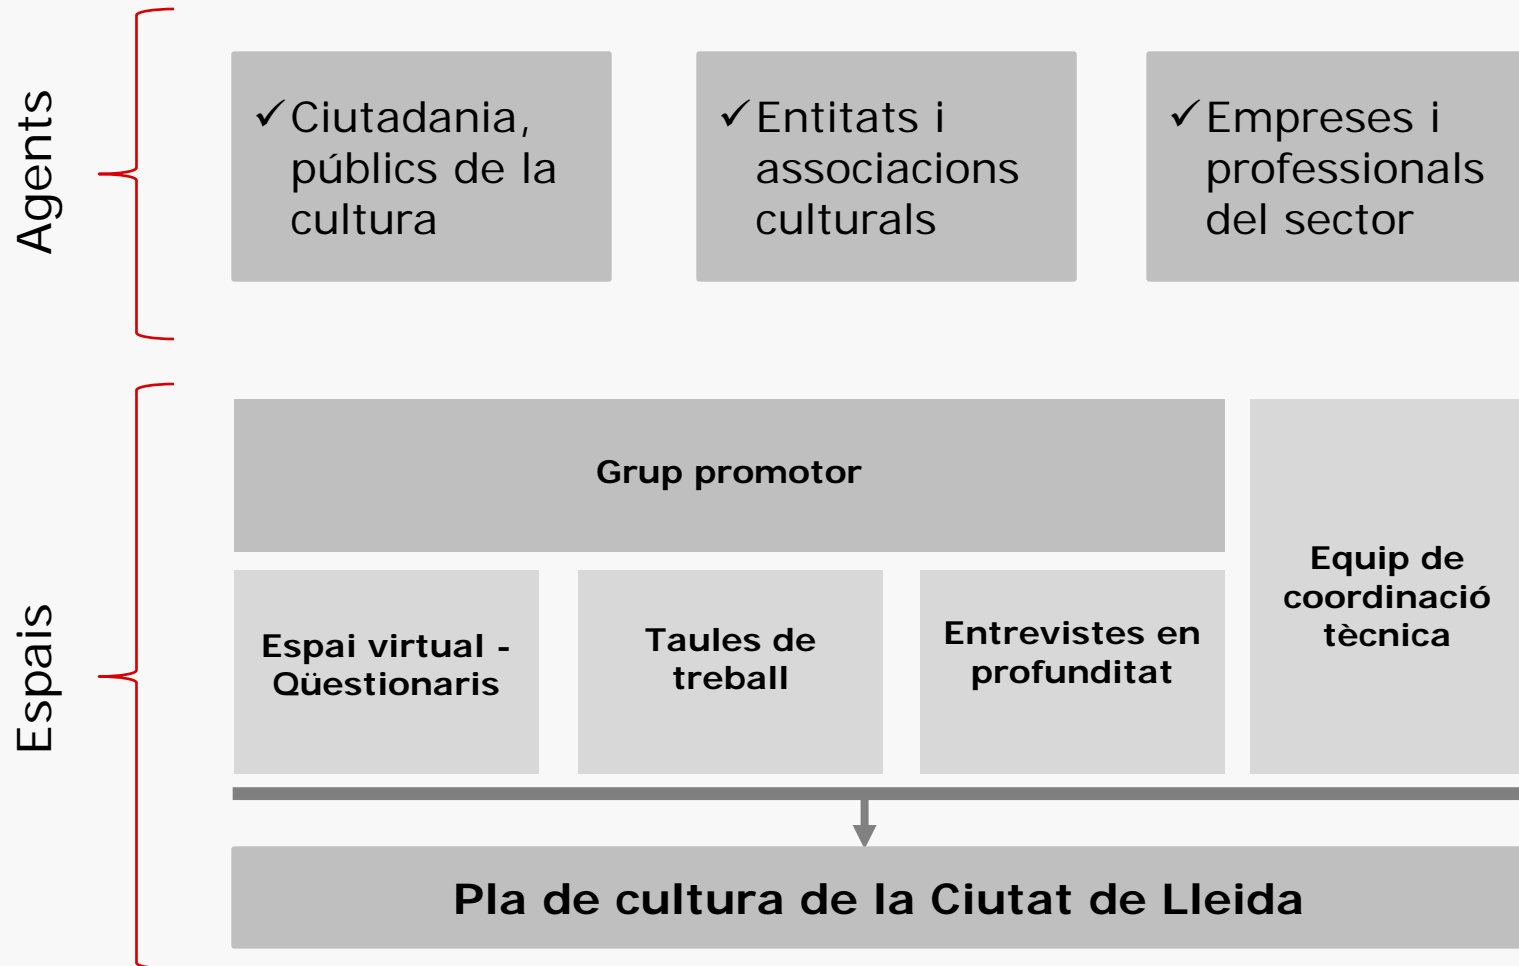 Agents
✓Ciutadania,
públics de la
cultura
✓Entitats i
associacions
culturals
✓Empreses i
professionals
del sector
Espais
Grup promotor
Espai virtual -
Qüestionaris
Taules de
treball
Entrevistes en
profunditat
Equip de
coordinació
tècnica
Pla de cultura de la Ciutat de Lleida